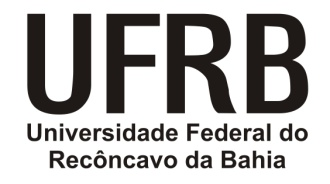 UFRB
Universidade Federal do
Recôncavo da Bahia